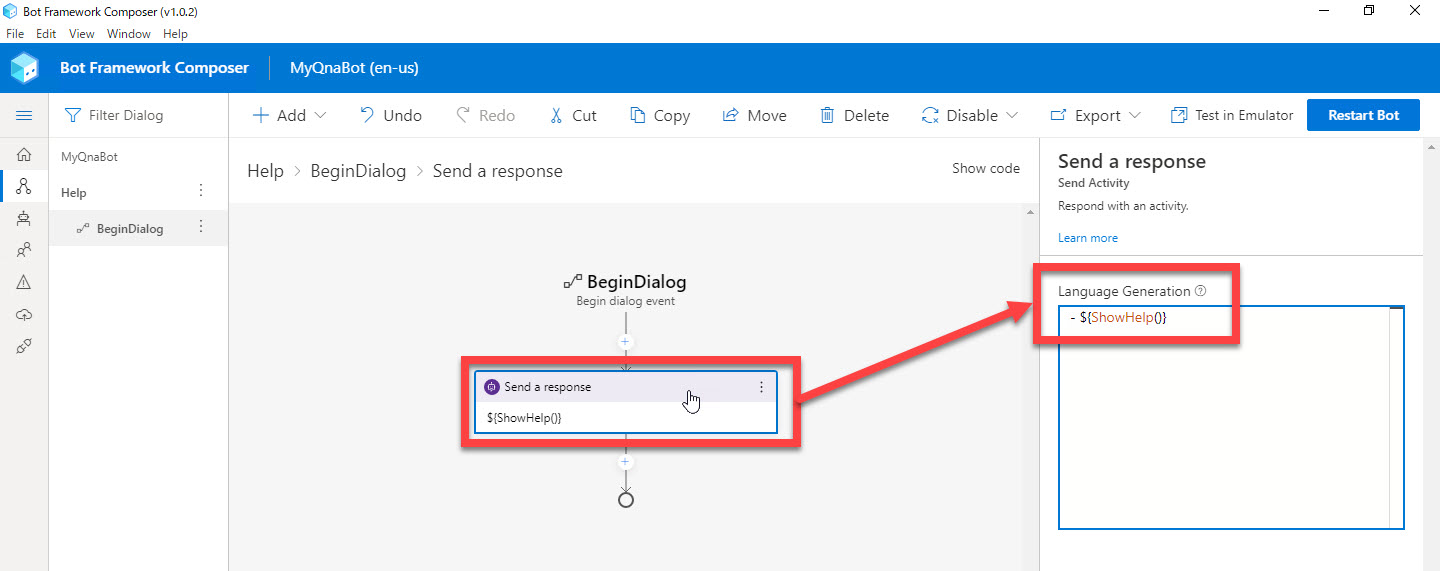 Bot Framework Composer (v1.0.2)
File Edit View Window Help
Bot Framework Composer MyQnaBot (en-us)
Filter Dialog
Add Undo Redo Cut Copy Move Delete Disable Export Test in Emulator Restart Bot
MyQnaBot
Help
BeginDialog
Help > BeginDialog > Send a response
Show code
BeginDialog
Begin dialog event
Send a response
${ShowHelp()}
Send a response
Send Activity
Respond with an activity.
Learn more
Language Generation
- ${ShowHelp()}